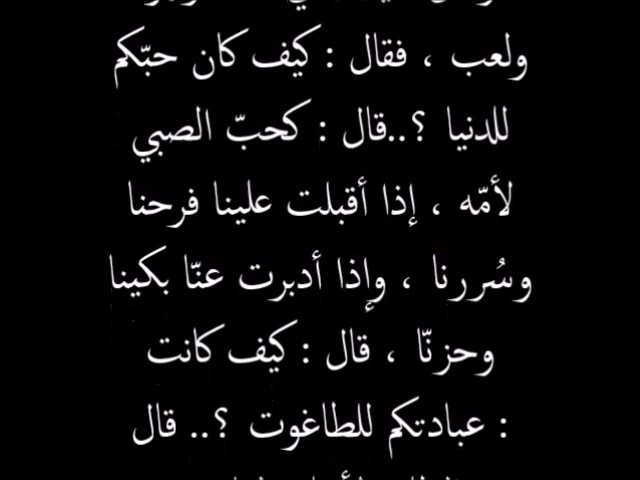 ولعب ، فقال : كيف كان حبّكم
للدنيا ؟..قال : كحبّ الصبي
لأمّه ، إذا أقبلت علينا فرحنا
وسُررنا ، وإذا أدبرت عنّا بكينا
وحزنّا ، قال : كيف كانت
عبادتكم للطاغوت ؟.. قال :